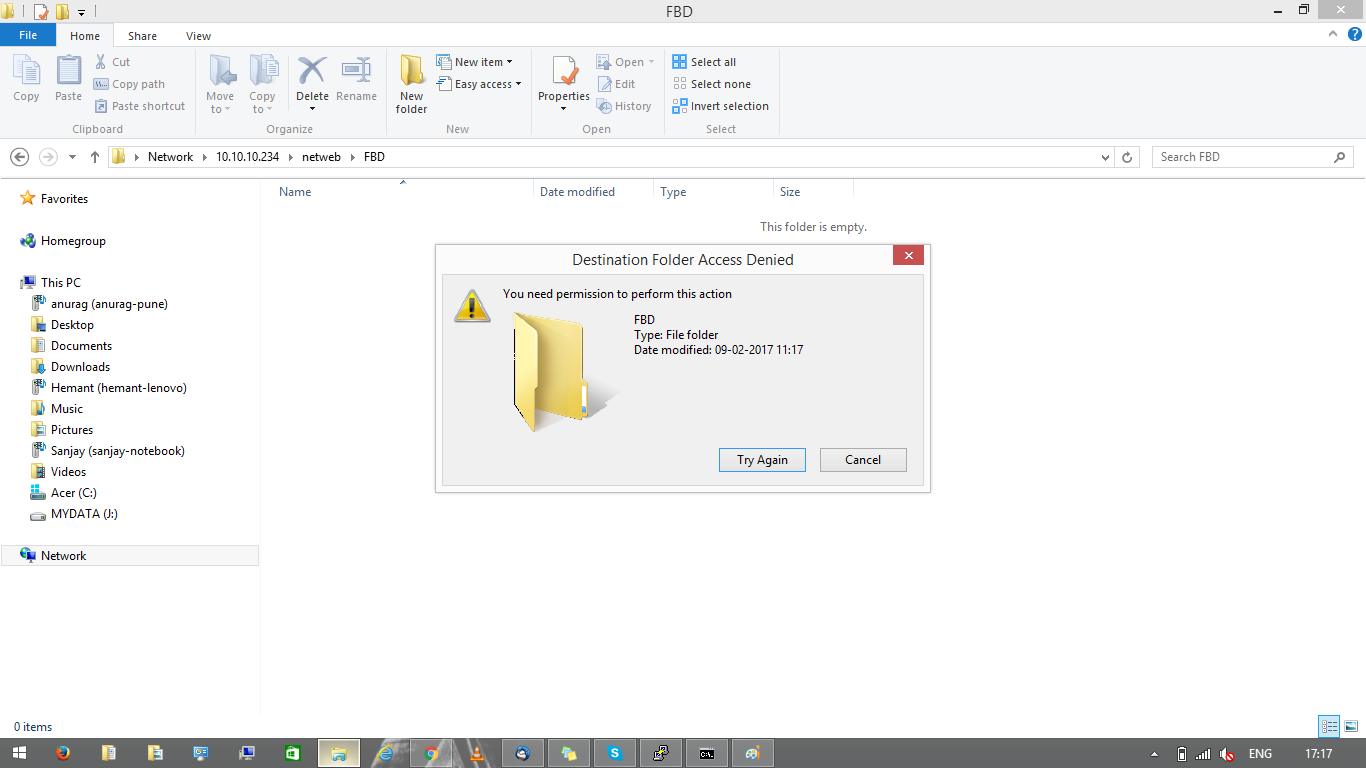 FBD
File Home Share View
Copy Paste Cut Copy path Paste shortcut Move to Copy to Delete Rename New folder New item Easy access Properties Open Edit History Select all Select none Invert selection
Clipboard Organize New Open Select
Network 10.10.10.234 netweb FBD Search FBD
Name Date modified Type Size
This folder is empty.
Favorites
Homegroup
This PC
anurag (anurag-pune)
Desktop
Documents
Downloads
Hemant (hemant-lenovo)
Music
Pictures
Sanjay (sanjay-notebook)
Videos
Acer (C:)
MYDATA (J:)
Network
Destination Folder Access Denied
You need permission to perform this action
FBD
Type: File folder
Date modified: 09-02-2017 11:17
Try Again Cancel
0 items
ENG 17:17